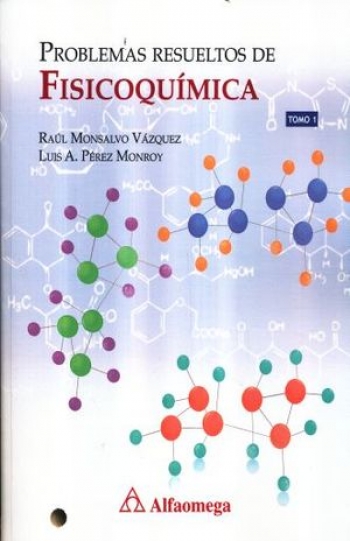 PROBLEMAS RESUELTOS DE
FISICOQUÍMICA
TOMO 1
RAÚL MONSALVO VÁZQUEZ
LUIS A. PÉREZ MONROY
Alfaomega